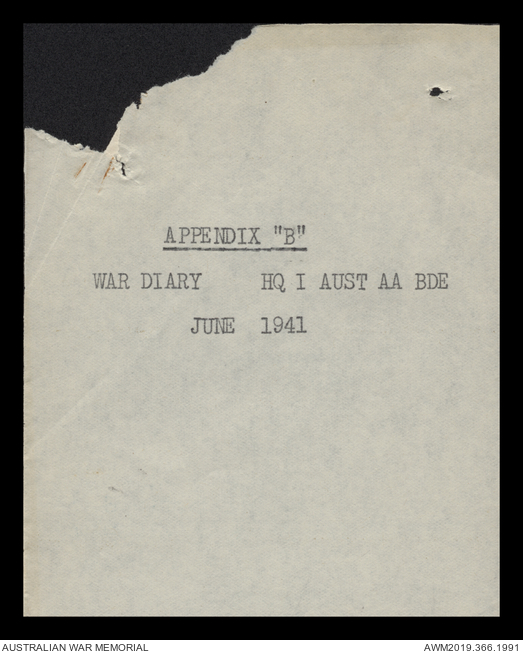 APPENDIX "B"
WAR DIARY HQ I AUST AA BDE
JUNE 1941
AUSTRALIAN WAR MEMORIAL AWM2019.366.1991